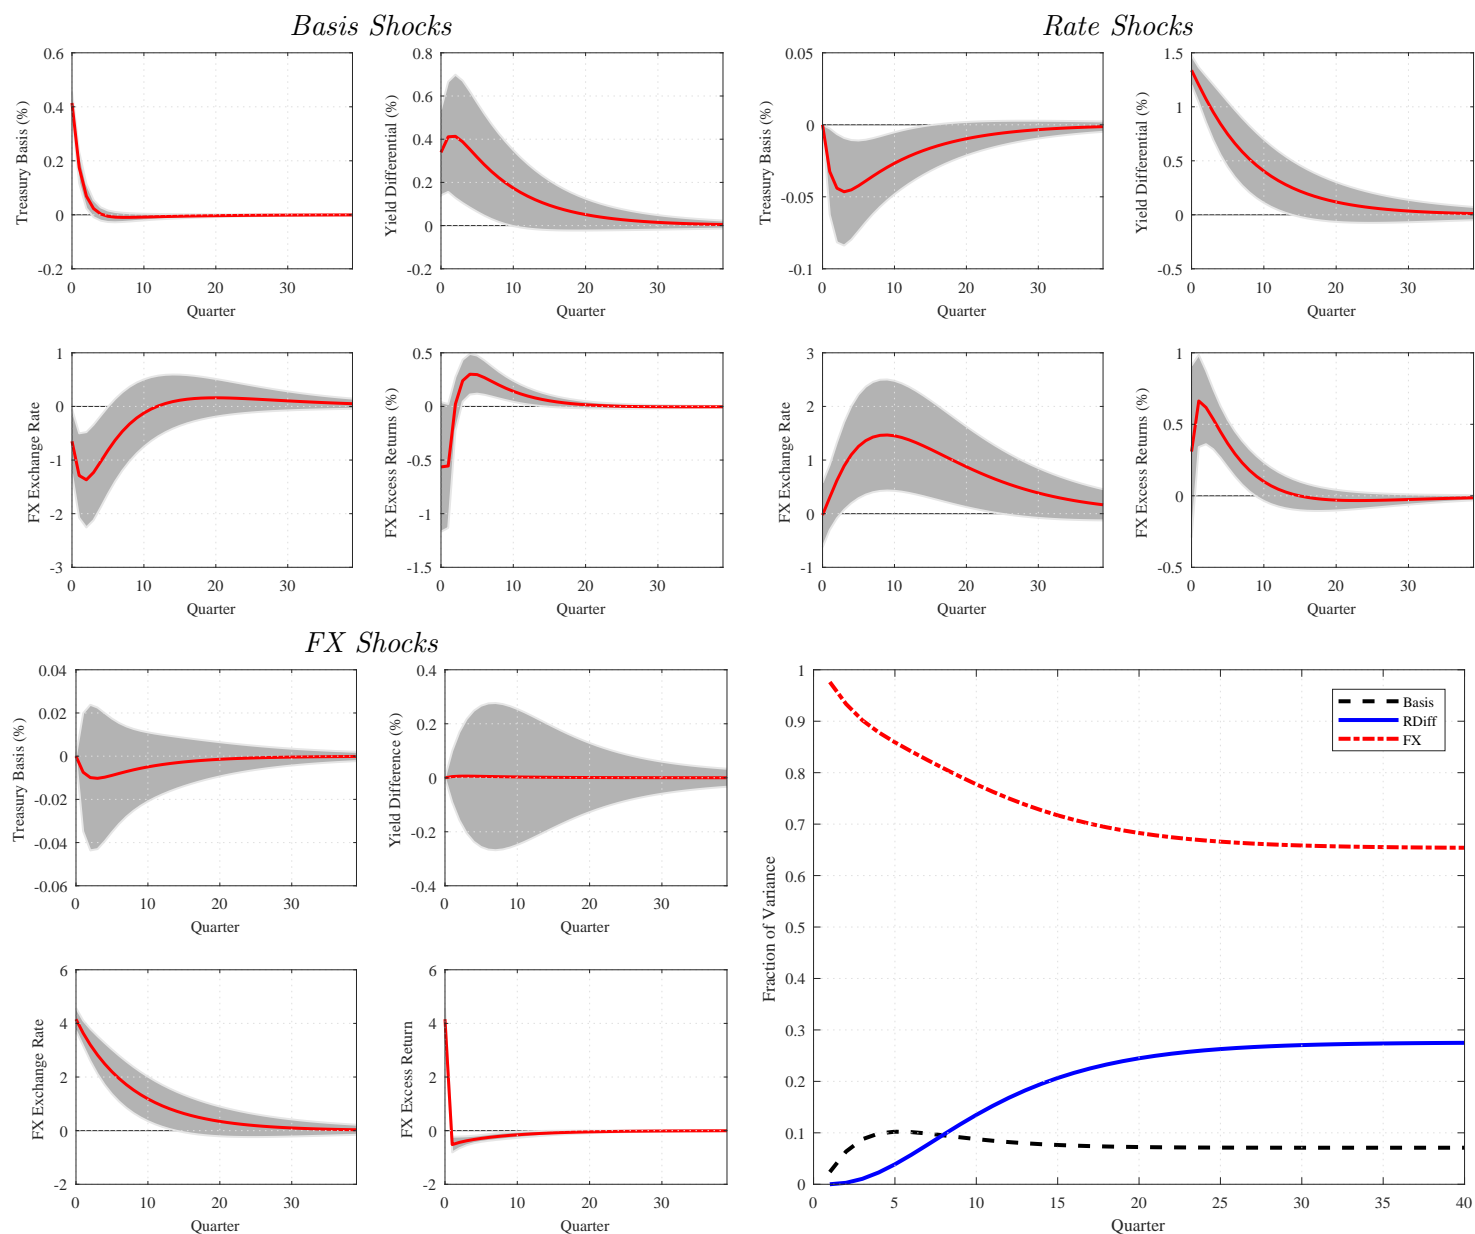 Basis Shocks
Rate Shocks
0.6
0.4
0.2
0
-0.2
Treasury Basis (%)
0 10 20 30
Quarter
0.8
0.6
0.4
0.2
0
-0.2
Yield Differential (%)
0 10 20 30
Quarter
0.05
0
-0.05
-0.1
Treasury Basis (%)
0 10 20 30
Quarter
1.5
1
0.5
0
-0.5
Yield Differential (%)
0 10 20 30
Quarter
1
0
-1
-2
-3
FX Exchange Rate
0 10 20 30
Quarter
0.5
0
-0.5
-1
-1.5
FX Excess Returns (%)
0 10 20 30
Quarter
3
2
1
0
-1
FX Exchange Rate
0 10 20 30
Quarter
1
0.5
0
-0.5
FX Excess Returns (%)
0 10 20 30
Quarter
FX Shocks
0.04
0.02
0
-0.02
-0.04
-0.06
Treasury Basis (%)
0 10 20 30
Quarter
0.4
0.2
0
-0.2
-0.4
Yield Difference (%)
0 10 20 30
Quarter
6
4
2
0
-2
FX Exchange Rate
0 10 20 30
Quarter
6
4
2
0
-2
FX Excess Return
0 10 20 30
Quarter
1
0.9
0.8
0.7
0.6
0.5
0.4
0.3
0.2
0.1
0
Fraction of Variance
Basis
RDiff
FX
0 5 10 15 20 25 30 35 40
Quarter